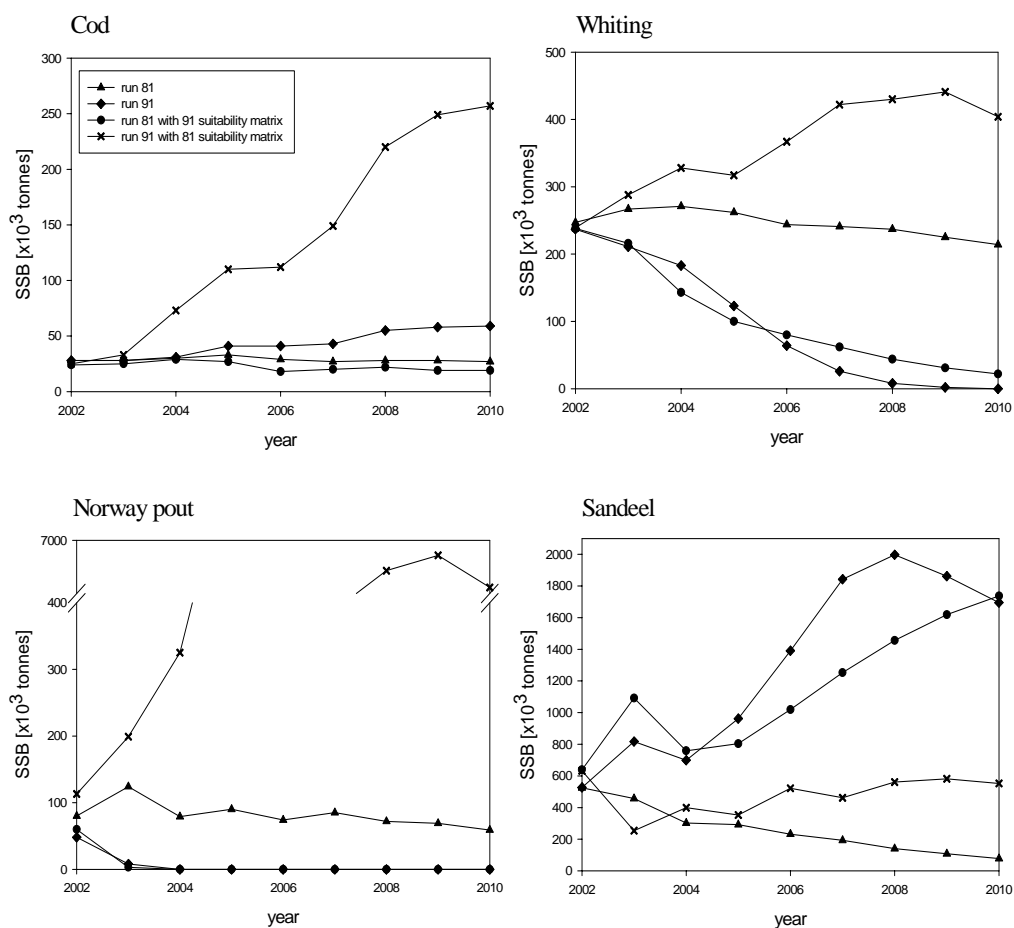 Cod
SSB [x10³ tonnes]
300
250
200
150
100
50
0
run 81
run 91
run 81 with 91 suitability matrix
run 91 with 81 suitability matrix
2002 2004 2006 2008 2010
year
Whiting
SSB [x10³ tonnes]
500
400
300
200
100
0
2002 2004 2006 2008 2010
year
Norway pout
SSB [x10³ tonnes]
7000
400
300
200
100
0
2002 2004 2006 2008 2010
year
Sandeel
SSB [x10³ tonnes]
2000
1800
1600
1400
1200
1000
800
600
400
200
0
2002 2004 2006 2008 2010
year